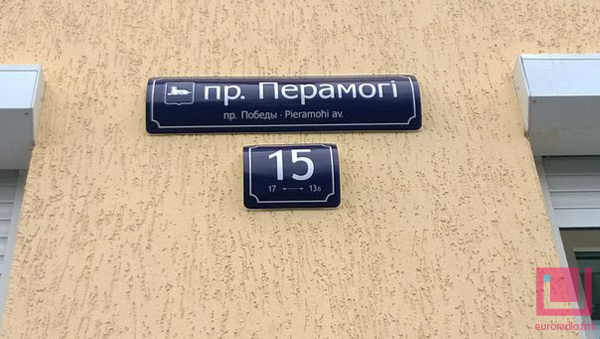 пр. Перамогі
пр. Победы · Pieramohi av.
15
17 ⟷ 13б
euroradio.fm